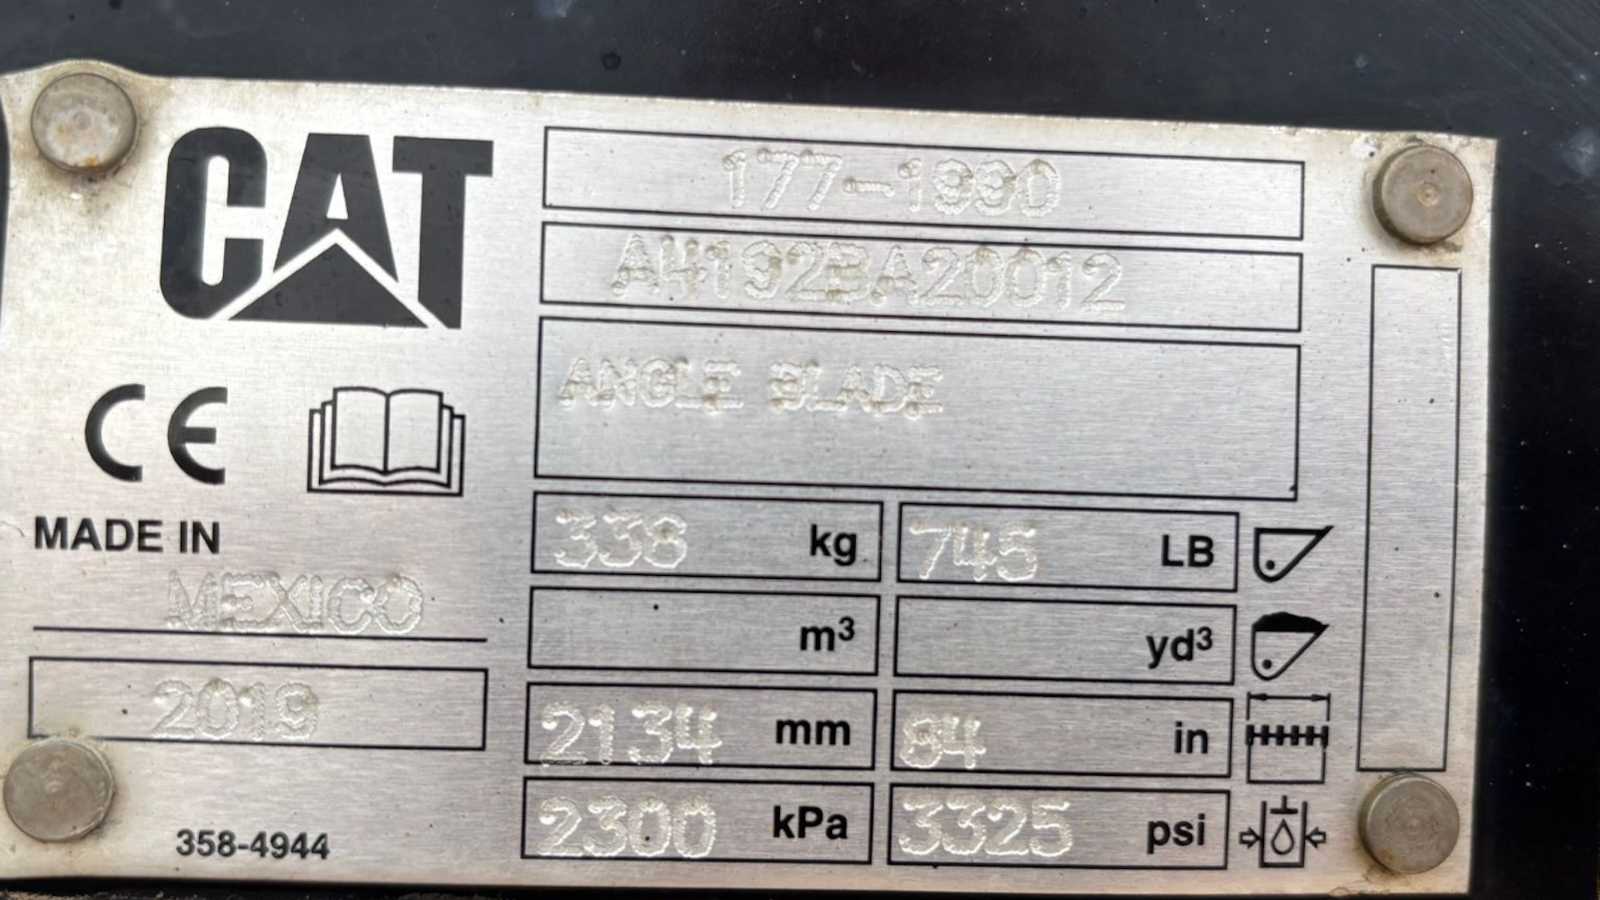 CAT
177-1990
AH192BA20012
ANGLE BLADE
CE
MADE IN
MEXICO
2019
358-4944
338 kg 745 LB
m³ yd³
2134 mm 84 in
2300 kPa 3325 psi